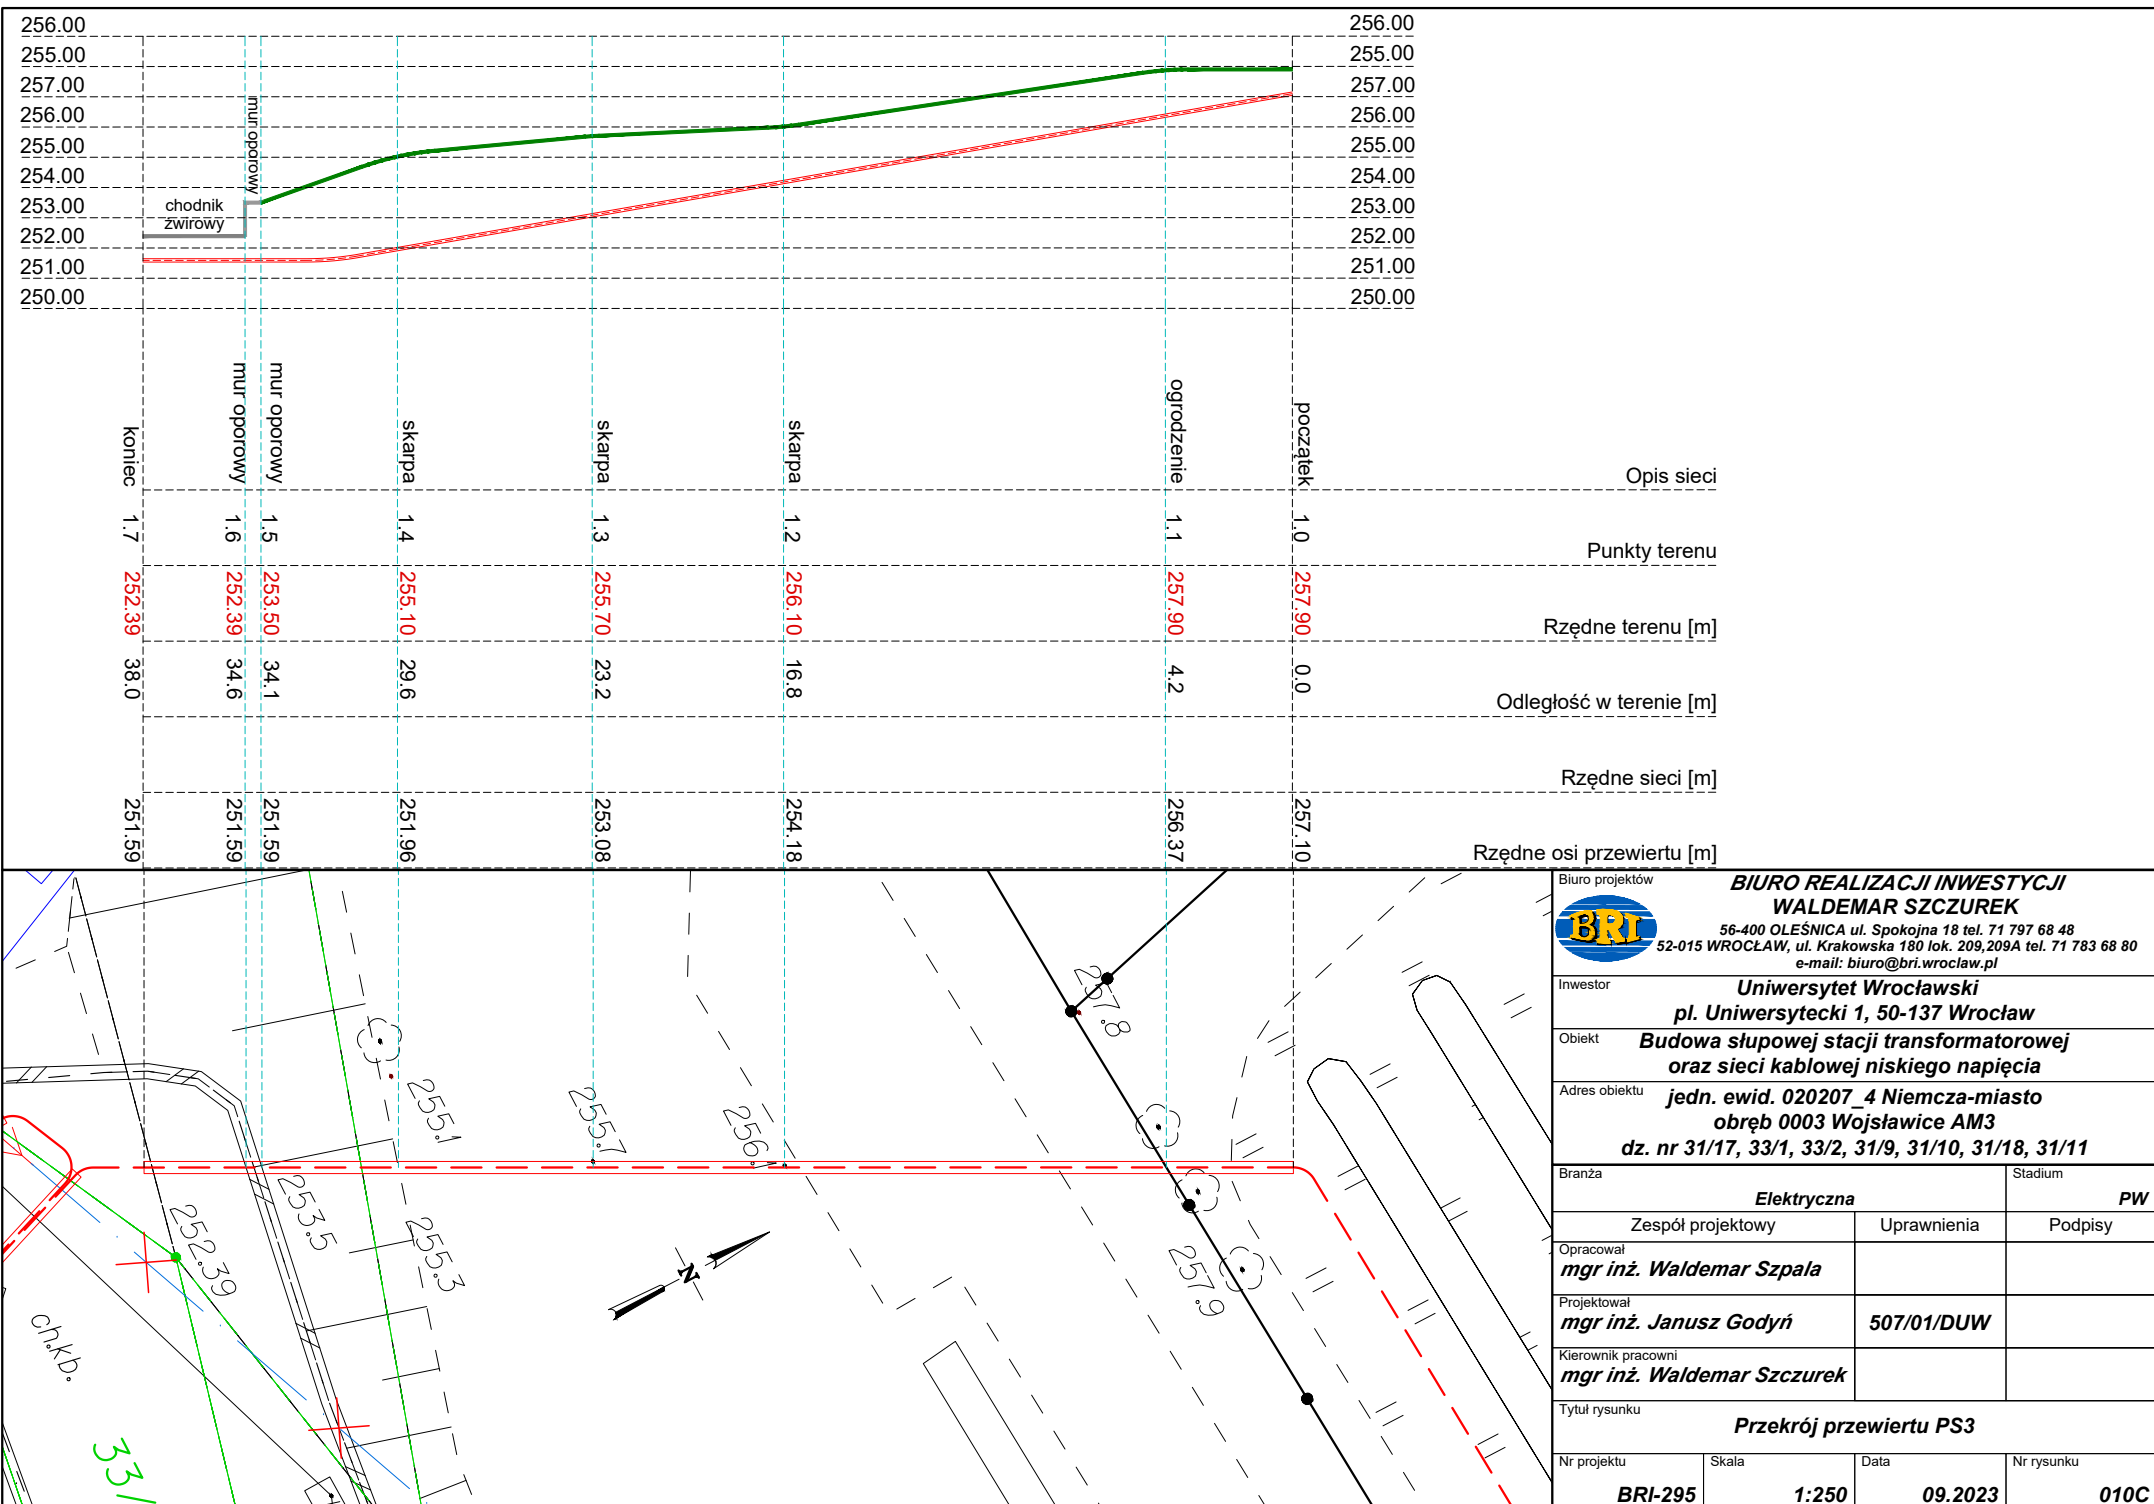 256.00
255.00
257.00
256.00
255.00
254.00
253.00
252.00
251.00
250.00
256.00
255.00
257.00
256.00
255.00
254.00
253.00
252.00
251.00
250.00
chodnik
żwirowy
mur oporowy
koniec
mur oporowy
mur oporowy
skarpa
skarpa
skarpa
ogrodzenie
początek
Opis sieci
1.7
1.6
1.5
1.4
1.3
1.2
1.1
1.0
Punkty terenu
252.39
252.39
253.50
255.10
255.70
256.10
257.90
257.90
Rzędne terenu [m]
38.0
34.6
34.1
29.6
23.2
16.8
4.2
0.0
Odległość w terenie [m]
Rzędne sieci [m]
251.59
251.59
251.59
251.96
253.08
254.18
256.37
257.10
Rzędne osi przewiertu [m]
257.8
255.1
255.7
256.1
253.5
252.39
255.3
257.9
N
ch.kb.
33/
Biuro projektów
BRI
BIURO REALIZACJI INWESTYCJI
WALDEMAR SZCZUREK
56-400 OLEŚNICA ul. Spokojna 18 tel. 71 797 68 48
52-015 WROCŁAW, ul. Krakowska 180 lok. 209,209A tel. 71 783 68 80
e-mail: biuro@bri.wroclaw.pl
Inwestor
Uniwersytet Wrocławski
pl. Uniwersytecki 1, 50-137 Wrocław
Obiekt
Budowa słupowej stacji transformatorowej
oraz sieci kablowej niskiego napięcia
Adres obiektu
jedn. ewid. 020207_4 Niemcza-miasto
obręb 0003 Wojsławice AM3
dz. nr 31/17, 33/1, 33/2, 31/9, 31/10, 31/18, 31/11
Branża
Elektryczna
Stadium
PW
Zespół projektowy
Uprawnienia
Podpisy
Opracował
mgr inż. Waldemar Szpala
Projektował
mgr inż. Janusz Godyń
507/01/DUW
Kierownik pracowni
mgr inż. Waldemar Szczurek
Tytuł rysunku
Przekrój przewiertu PS3
Nr projektu
BRI-295
Skala
1:250
Data
09.2023
Nr rysunku
010C